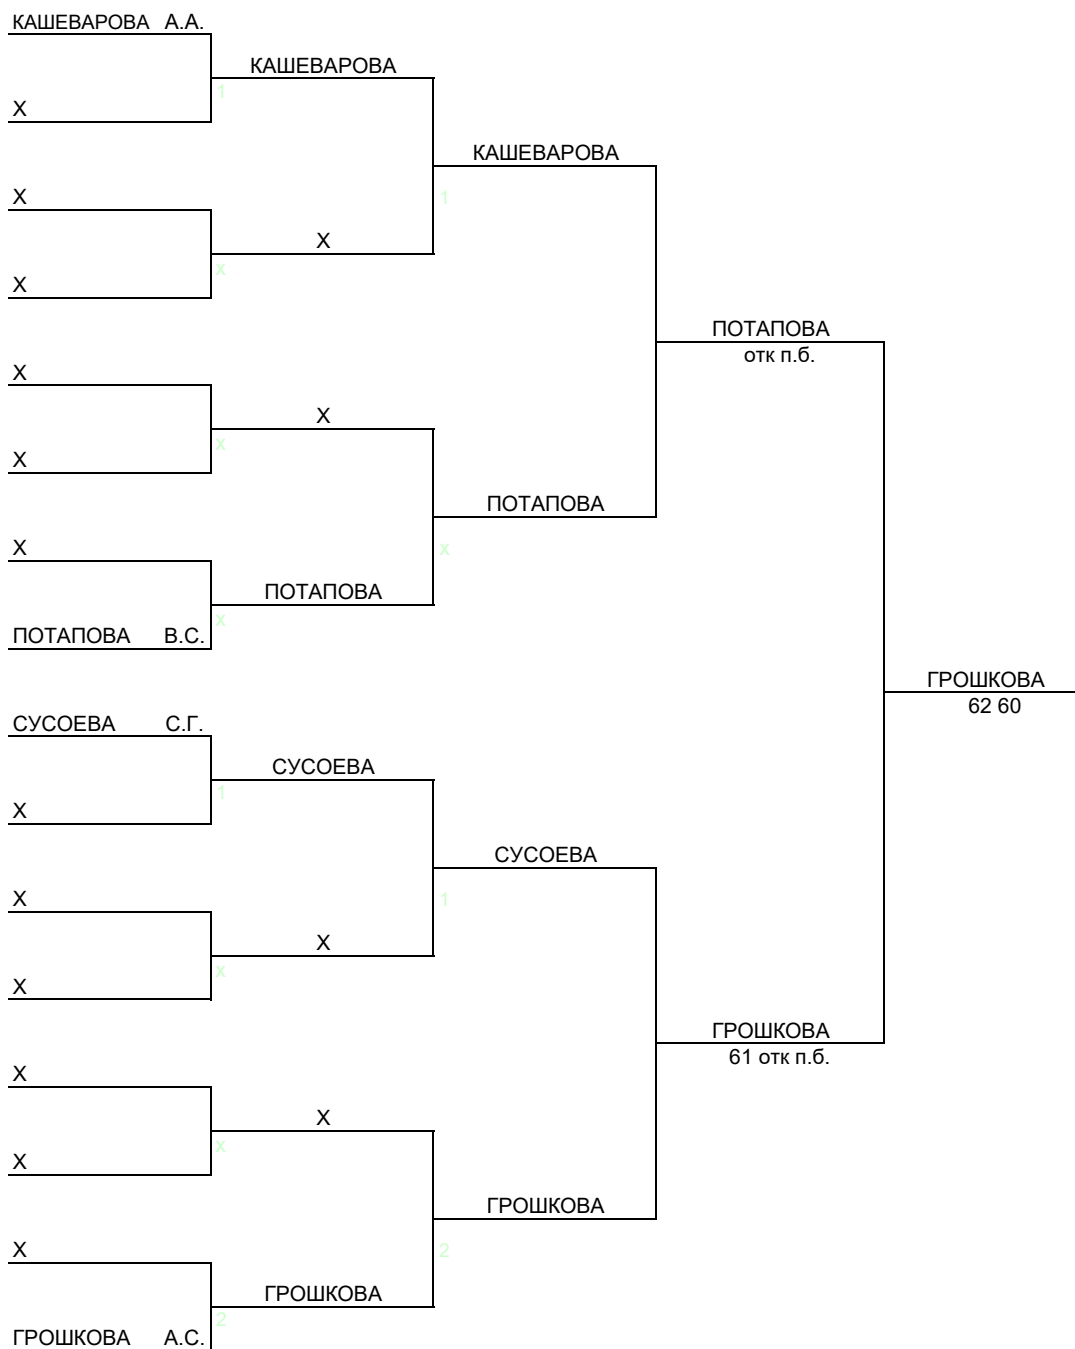 КАШЕВАРОВА А.А.
КАШЕВАРОВА
1
X
КАШЕВАРОВА
X
1
X
x
X
ПОТАПОВА
отк п.б.
X
X
x
X
ПОТАПОВА
X
x
ПОТАПОВА
x
ПОТАПОВА В.С.
ГРОШКОВА
62 60
СУСОЕВА С.Г.
СУСОЕВА
1
X
СУСОЕВА
X
1
X
x
X
ГРОШКОВА
61 отк п.б.
X
X
x
X
ГРОШКОВА
X
2
ГРОШКОВА
2
ГРОШКОВА А.С.